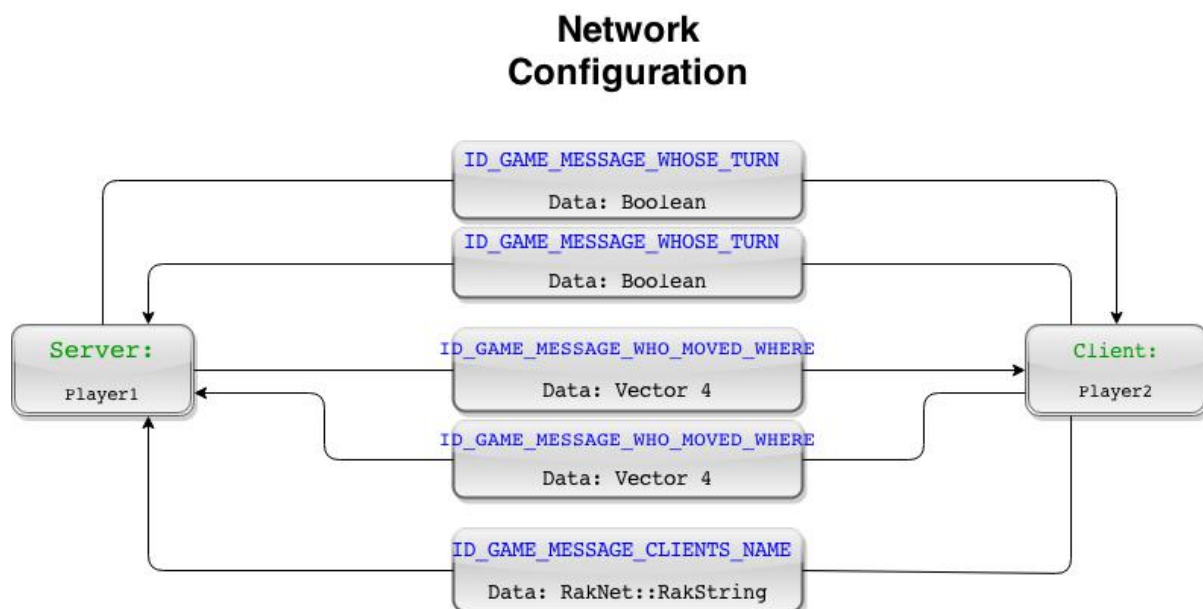 Network
Configuration
ID_GAME_MESSAGE_WHOSE_TURN
Data: Boolean
ID_GAME_MESSAGE_WHOSE_TURN
Data: Boolean
Server:
Player1
ID_GAME_MESSAGE_WHO_MOVED_WHERE
Data: Vector 4
Client:
Player2
ID_GAME_MESSAGE_WHO_MOVED_WHERE
Data: Vector 4
ID_GAME_MESSAGE_CLIENTS_NAME
Data: RakNet::RakString